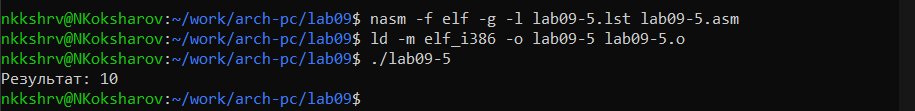 nkkshrv@NKoksharov:~/work/arch-pc/lab09$ nasm -f elf -g -l lab09-5.lst lab09-5.asm
nkkshrv@NKoksharov:~/work/arch-pc/lab09$ ld -m elf_i386 -o lab09-5 lab09-5.o
nkkshrv@NKoksharov:~/work/arch-pc/lab09$ ./lab09-5
Результат: 10
nkkshrv@NKoksharov:~/work/arch-pc/lab09$